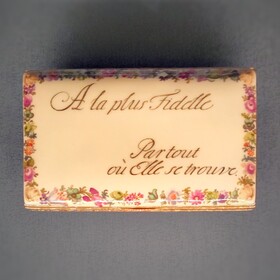 A la plus Fidelle
Partout
où Elle se trouve.